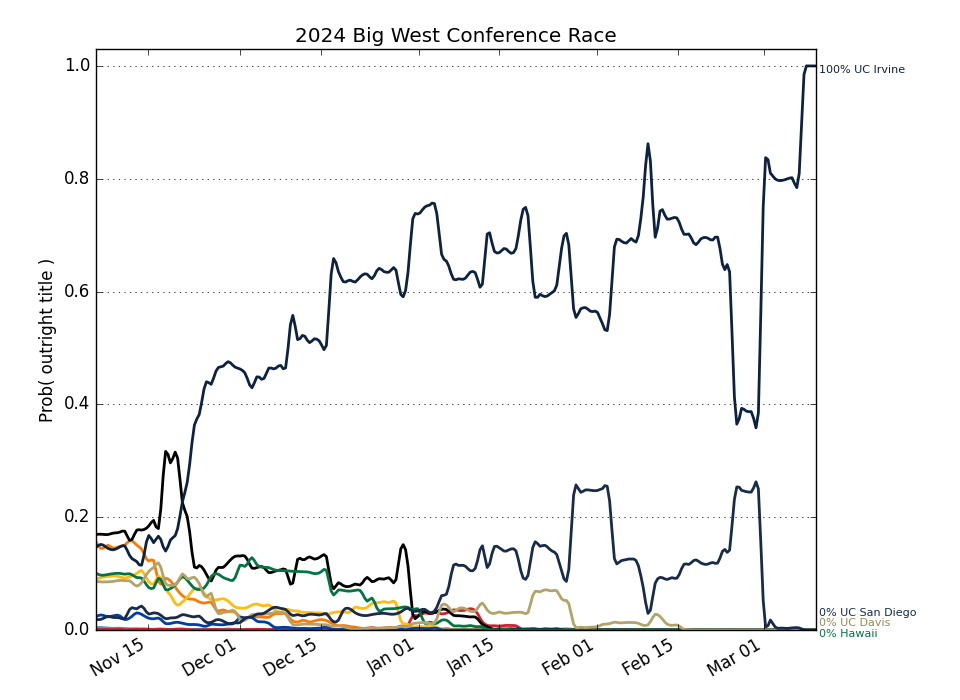 2024 Big West Conference Race
Prob( outright title )
1.0
0.8
0.6
0.4
0.2
0.0
Nov 15
Dec 01
Dec 15
Jan 01
Jan 15
Feb 01
Feb 15
Mar 01
100% UC Irvine
0% UC San Diego
0% UC Davis
0% Hawaii